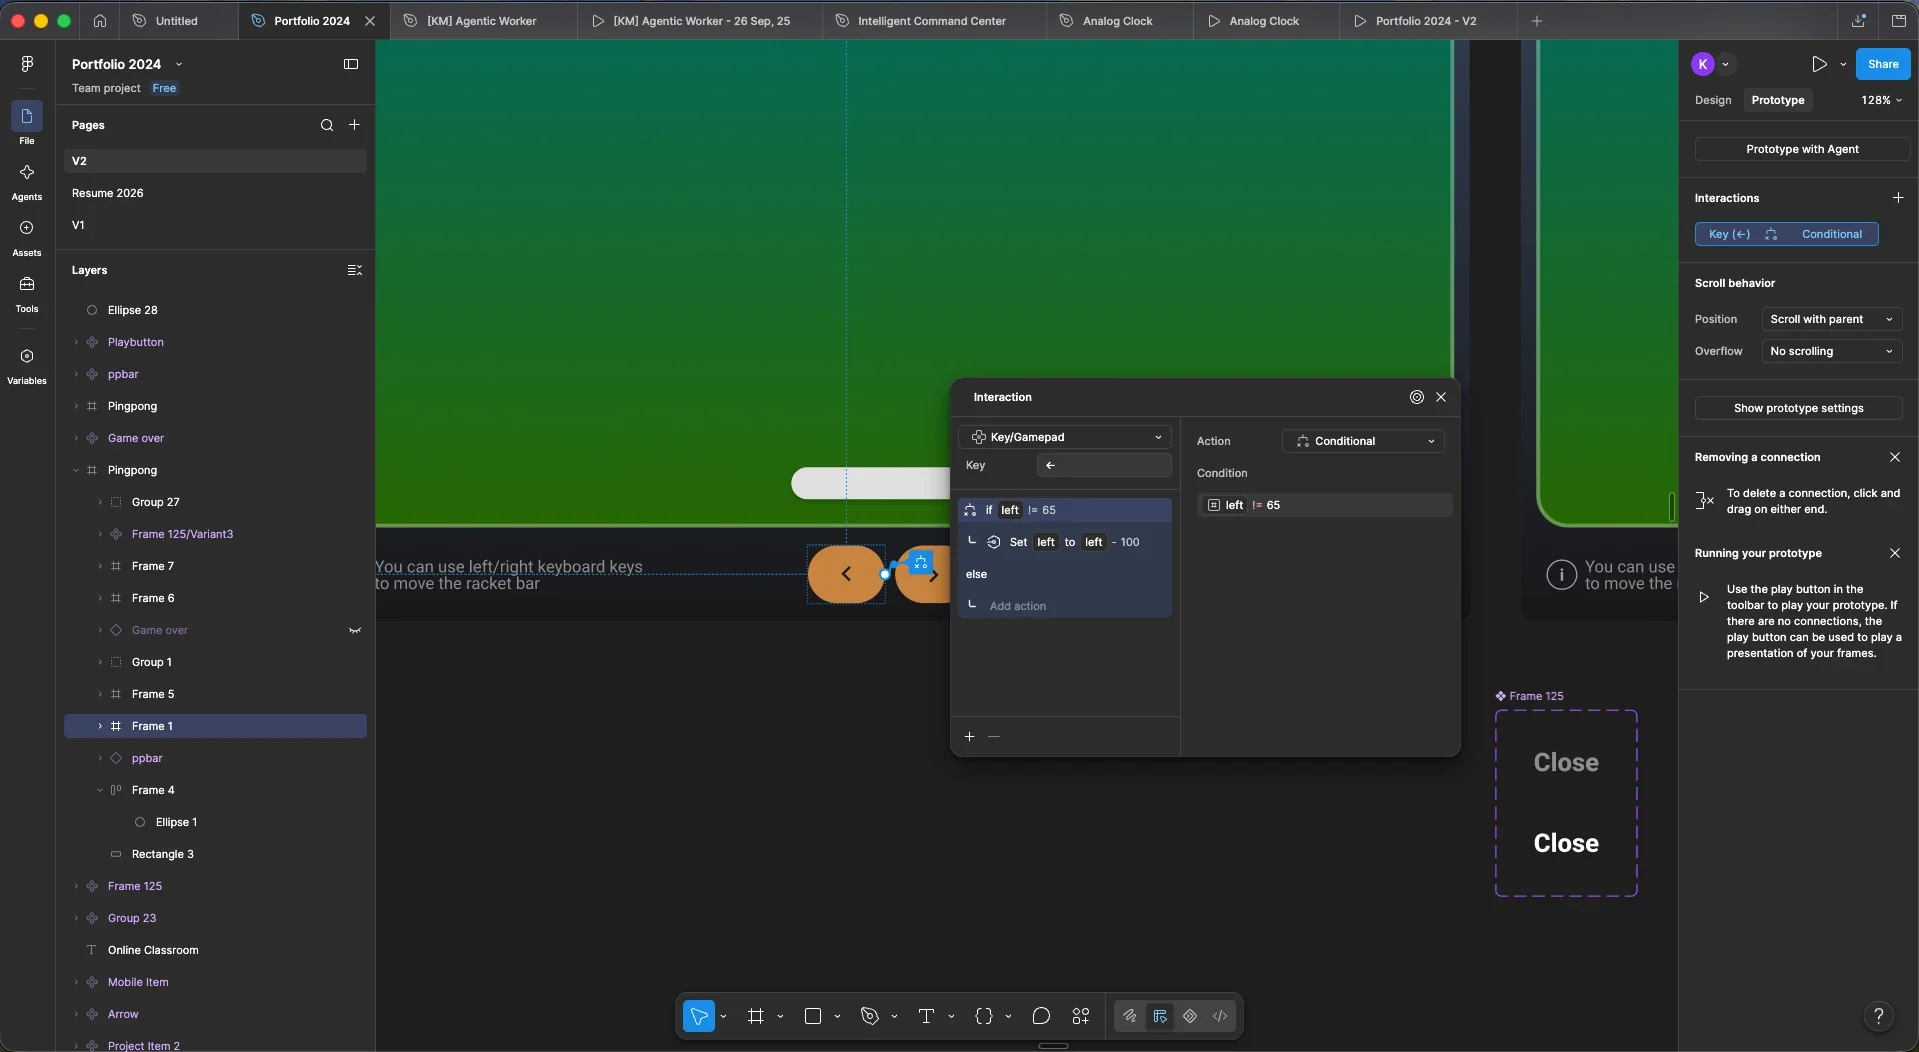 Untitled
Portfolio 2024
[KM] Agentic Worker
[KM] Agentic Worker - 26 Sep, 25
Intelligent Command Center
Analog Clock
Analog Clock
Portfolio 2024 - V2
Portfolio 2024
Team project Free
File
Agents
Assets
Tools
Variables
Pages
V2
Resume 2026
V1
Layers
Ellipse 28
Playbutton
ppbar
Pingpong
Game over
Pingpong
Group 27
Frame 125/Variant3
Frame 7
Frame 6
Game over
Group 1
Frame 5
Frame 1
ppbar
Frame 4
Ellipse 1
Rectangle 3
Frame 125
Group 23
Online Classroom
Mobile Item
Arrow
Project Item 2
You can use left/right keyboard keys
to move the racket bar
Interaction
Key/Gamepad
Key ←
if left != 65
Set left to left - 100
else
Add action
Action Conditional
Condition
left != 65
You can use
to move the
Frame 125
Close
Close
K
Share
Design Prototype 128%
Prototype with Agent
Interactions
Key (←) Conditional
Scroll behavior
Position Scroll with parent
Overflow No scrolling
Show prototype settings
Removing a connection
To delete a connection, click and
drag on either end.
Running your prototype
Use the play button in the
toolbar to play your prototype. If
there are no connections, the
play button can be used to play a
presentation of your frames.